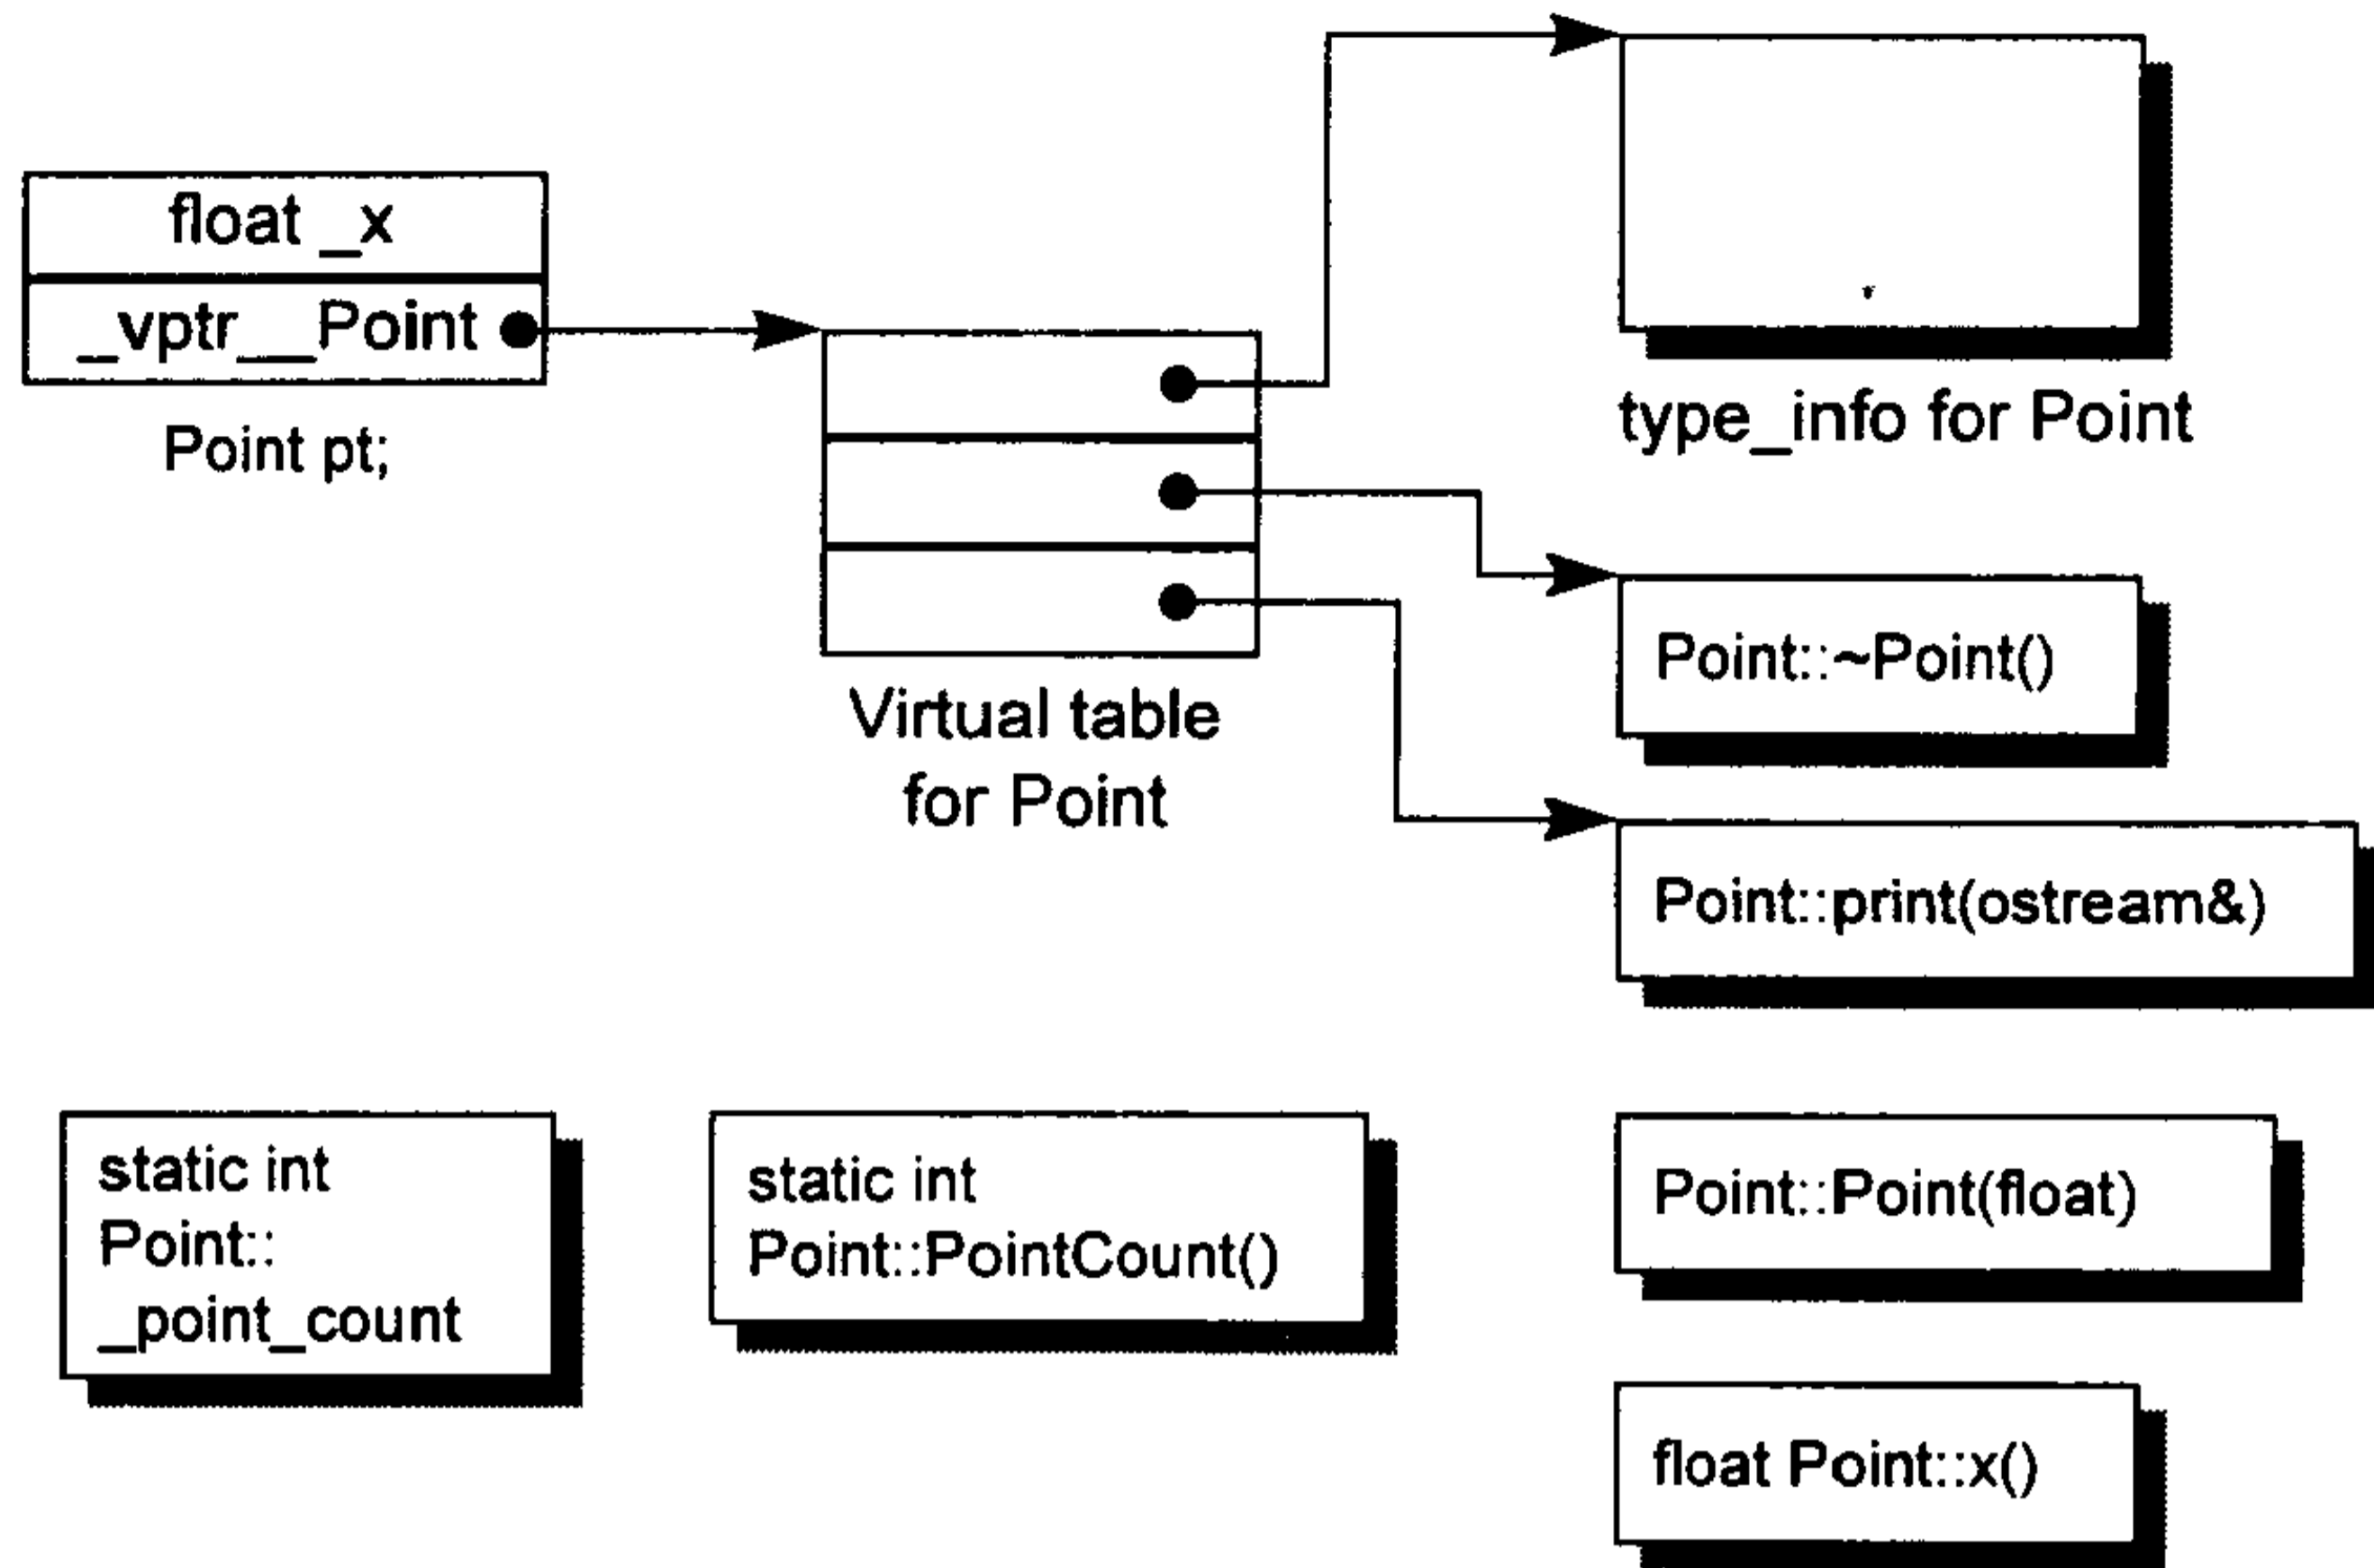 float _x
_vptr__Point
Point pt;
Virtual table
for Point
type_info for Point
Point::~Point()
Point::print(ostream&)
static int
Point::
_point_count
static int
Point::PointCount()
Point::Point(float)
float Point::x()